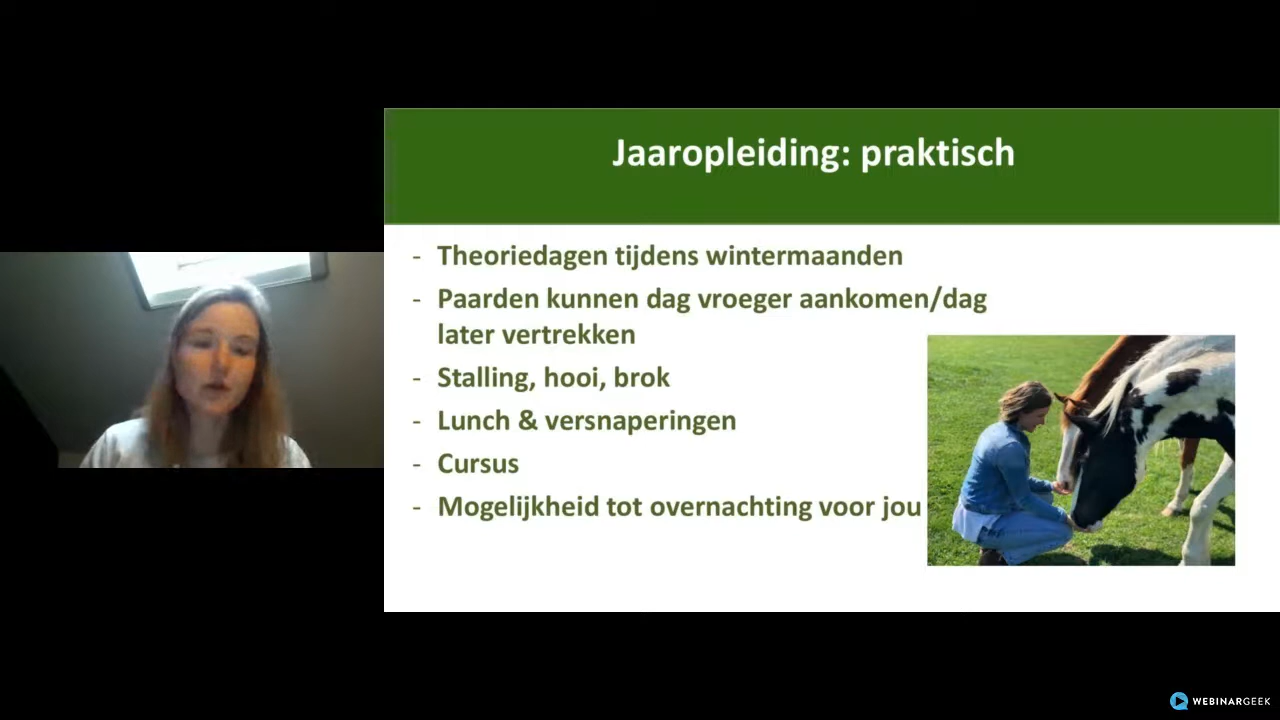 Jaaropleiding: praktisch
- Theoriedagen tijdens wintermaanden
- Paarden kunnen dag vroeger aankomen/dag
later vertrekken
- Stalling, hooi, brok
- Lunch & versnaperingen
- Cursus
- Mogelijkheid tot overnachting voor jou
WEBINARGEEK